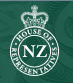 HOUSE OF
NZ
REPRESENTATIVES